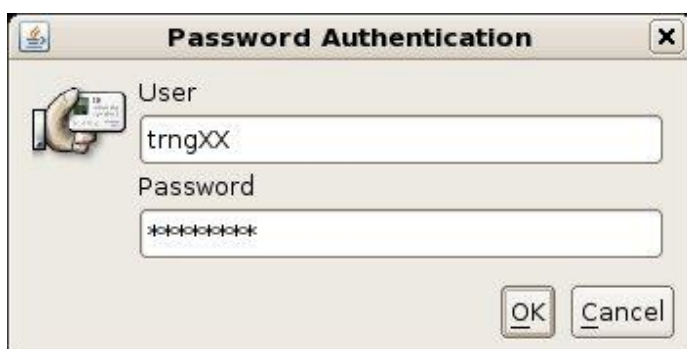 Password Authentication
User
trngXX
Password
*********
OK
Cancel